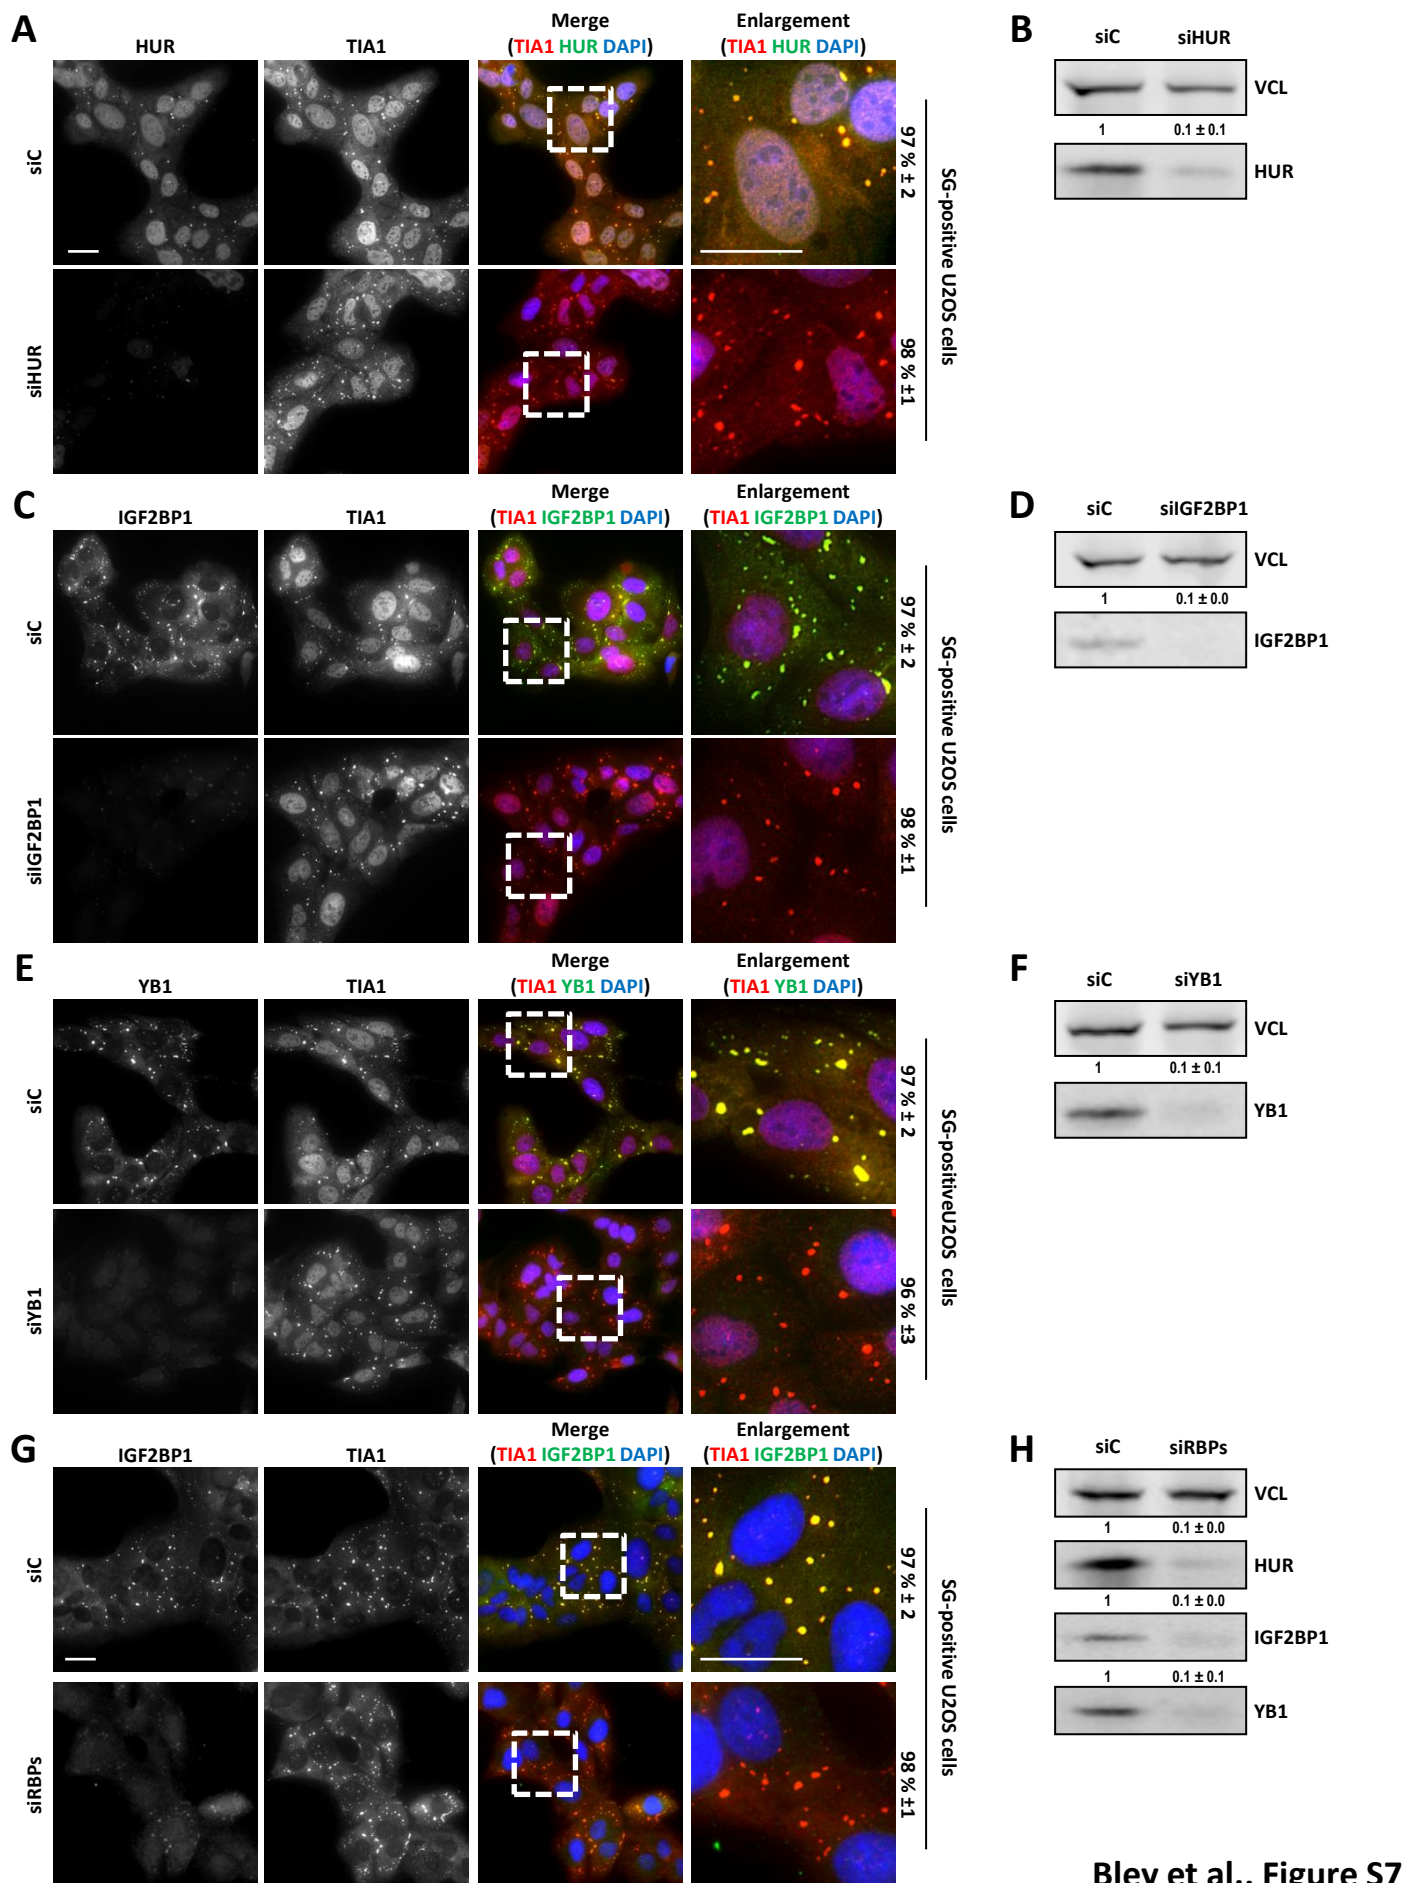 A
HUR
TIA1
Merge
(TIA1 HUR DAPI)
Enlargement
(TIA1 HUR DAPI)
siC
siHUR
97 % ± 2
98 % ±1
SG-positive U2OS cells
B
siC siHUR
VCL
1 0.1 ± 0.1
HUR
C
IGF2BP1
TIA1
Merge
(TIA1 IGF2BP1 DAPI)
Enlargement
(TIA1 IGF2BP1 DAPI)
siC
siIGF2BP1
97 % ± 2
98 % ±1
SG-positive U2OS cells
D
siC siIGF2BP1
VCL
1 0.1 ± 0.0
IGF2BP1
E
YB1
TIA1
Merge
(TIA1 YB1 DAPI)
Enlargement
(TIA1 YB1 DAPI)
siC
siYB1
97 % ± 2
96 % ±3
SG-positiveU2OS cells
F
siC siYB1
VCL
1 0.1 ± 0.1
YB1
G
IGF2BP1
TIA1
Merge
(TIA1 IGF2BP1 DAPI)
Enlargement
(TIA1 IGF2BP1 DAPI)
siC
siRBPs
97 % ± 2
98 % ±1
SG-positive U2OS cells
H
siC siRBPs
VCL
1 0.1 ± 0.0
HUR
1 0.1 ± 0.0
IGF2BP1
1 0.1 ± 0.1
YB1
Bley et al., Figure S7